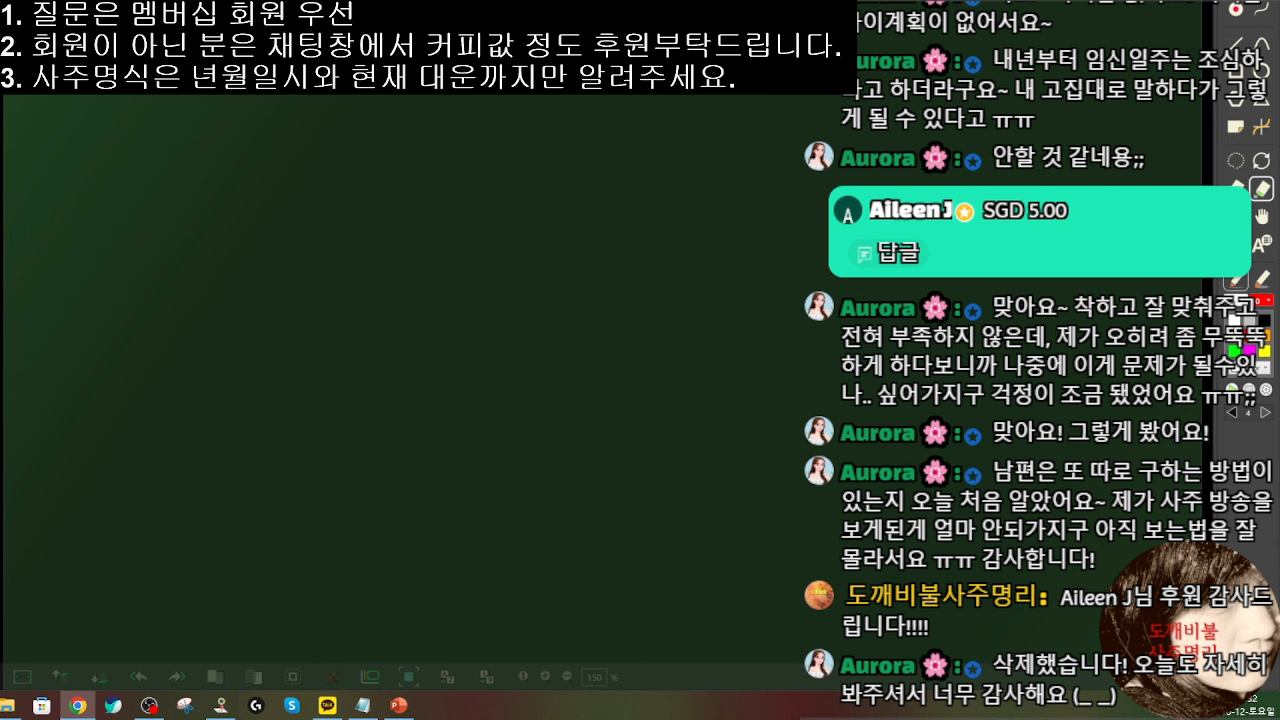 1. 질문은 멤버십 회원 우선
2. 회원이 아닌 분은 채팅창에서 커피값 정도 후원부탁드립니다.
3. 사주명식은 년월일시와 현재 대운까지만 알려주세요.
이계획이 없어서요~
Aurora🌸: 내년부터 임신일주는 조심하
라고 하더라구요~ 내 고집대로 말하다가 그렇
게 될 수 있다고 ㅠㅠ
Aurora🌸: 안할 것 같네용;;
A Aileen J SGD 5.00
답글
Aurora🌸: 맞아요~ 착하고 잘 맞춰주고
전혀 부족하지 않은데, 제가 오히려 좀 무뚝뚝
하게 하다보니까 나중에 이게 문제가 될수있
나.. 싶어가지구 걱정이 조금 됐었어요 ㅠㅠ;;
Aurora🌸: 맞아요! 그렇게 봤어요!
Aurora🌸: 남편은 또 따로 구하는 방법이
있는지 오늘 처음 알았어요~ 제가 사주 방송을
보게된게 얼마 안되가지구 아직 보는법을 잘
몰라서요 ㅠㅠ 감사합니다!
도깨비불사주명리: Aileen J님 후원 감사드
립니다!!!!
도깨비불
사주명리
Aurora🌸: 삭제했습니다! 오늘도 자세히
봐주셔서 너무 감사해요 (_ _)
4
150 %
-12-토요일